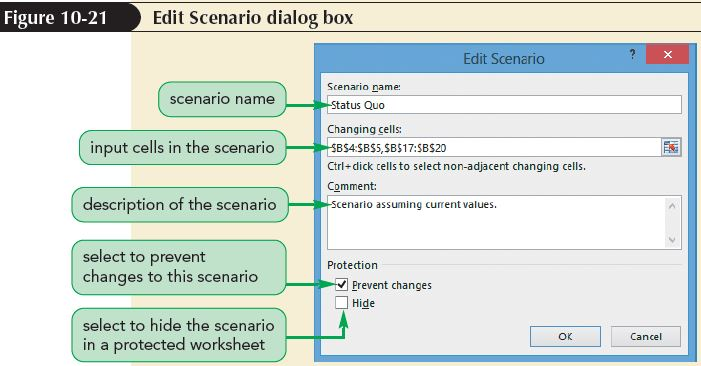 Figure 10-21 Edit Scenario dialog box
Edit Scenario ? ×
scenario name
Scenario name:
Status Quo
input cells in the scenario
Changing cells:
$B$4:$B$5,$B$17:$B$20
Ctrl+click cells to select non-adjacent changing cells.
description of the scenario
Comment:
Scenario assuming current values.
select to prevent
changes to this scenario
Protection
Prevent changes
Hide
select to hide the scenario
in a protected worksheet
OK Cancel